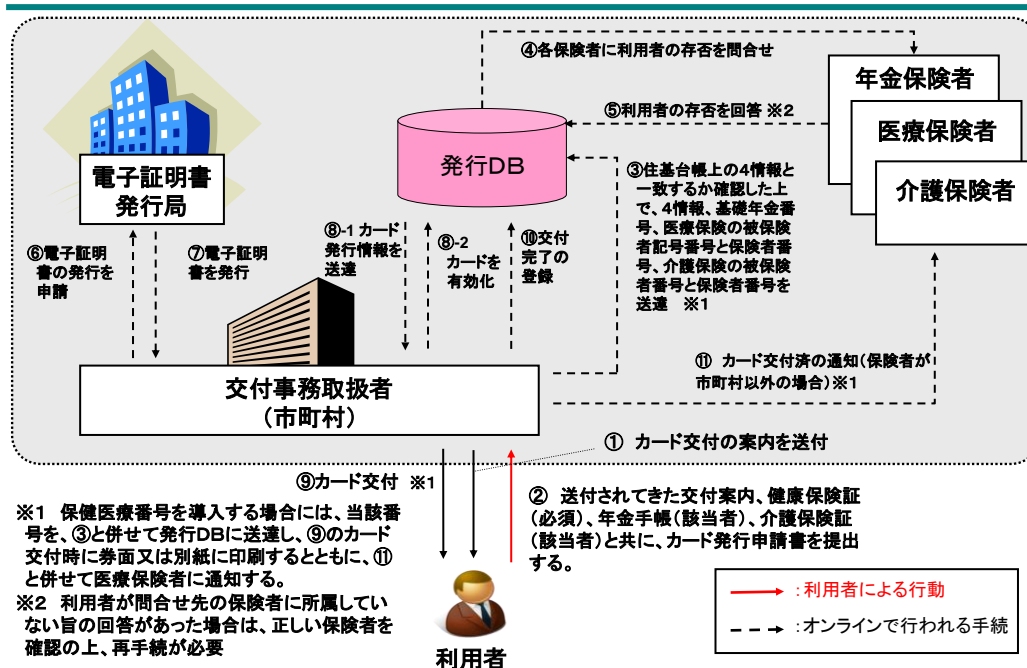 ④各保険者に利用者の存否を問合せ
年金保険者
医療保険者
介護保険者
⑤利用者の存否を回答 ※2
発行DB
電子証明書
発行局
③住基台帳上の4情報と
一致するか確認した上
で、4情報、基礎年金番
号、医療保険の被保険
者記号番号と保険者番
号、介護保険の被保険
者番号と保険者番号を
送達 ※1
⑥電子証明
書の発行を
申請
⑦電子証明
書を発行
⑧-1 カード
発行情報を
送達
⑧-2
カードを
有効化
⑩交付
完了の
登録
交付事務取扱者
(市町村)
⑪ カード交付済の通知(保険者が
市町村以外の場合)※1
① カード交付の案内を送付
⑨カード交付 ※1
② 送付されてきた交付案内、健康保険証
(必須)、年金手帳(該当者)、介護保険証
(該当者)と共に、カード発行申請書を提出
する。
※1 保健医療番号を導入する場合には、当該番
号を、③と併せて発行DBに送達し、⑨のカード
交付時に券面又は別紙に印刷するとともに、⑪
と併せて医療保険者に通知する。
※2 利用者が問合せ先の保険者に所属してい
ない旨の回答があった場合は、正しい保険者を
確認の上、再手続が必要
利用者
:利用者による行動
:オンラインで行われる手続